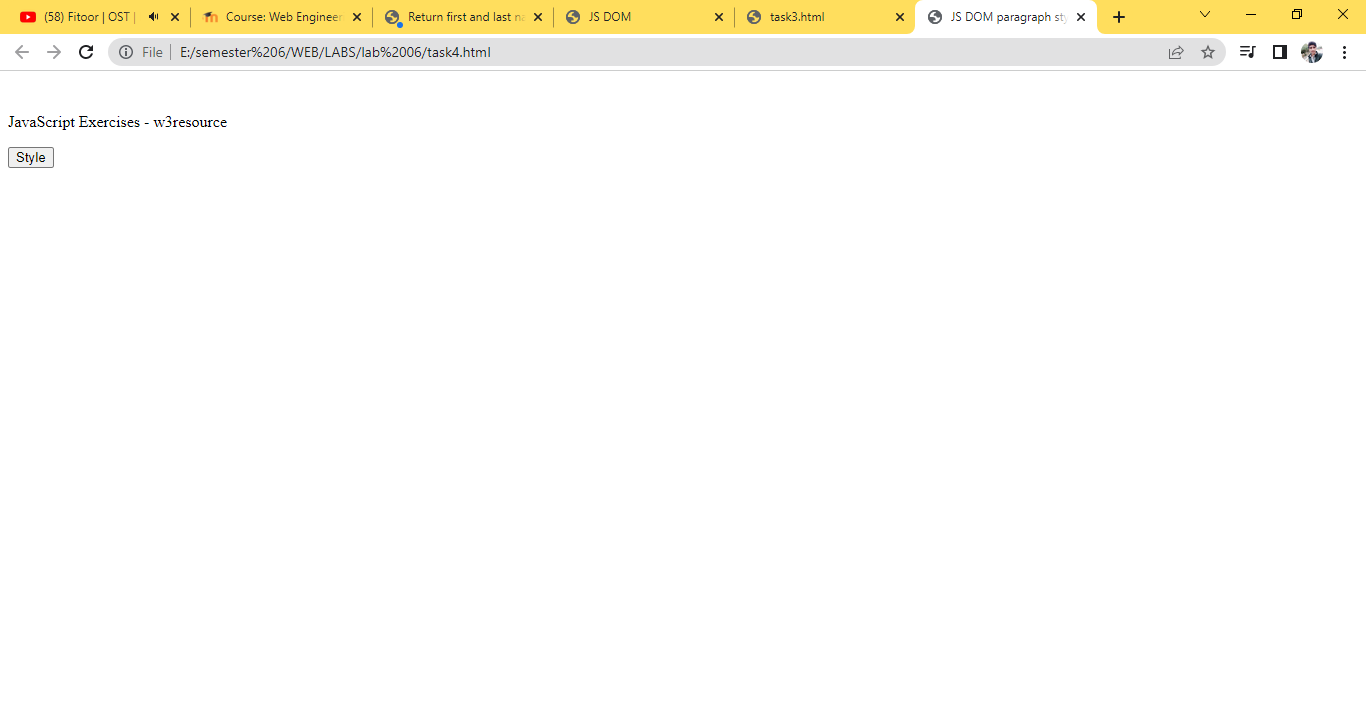 (58) Fitoor | OST |
Course: Web Engineer
Return first and last na
JS DOM
task3.html
JS DOM paragraph sty
File
E:/semester%206/WEB/LABS/lab%2006/task4.html
JavaScript Exercises - w3resource
Style